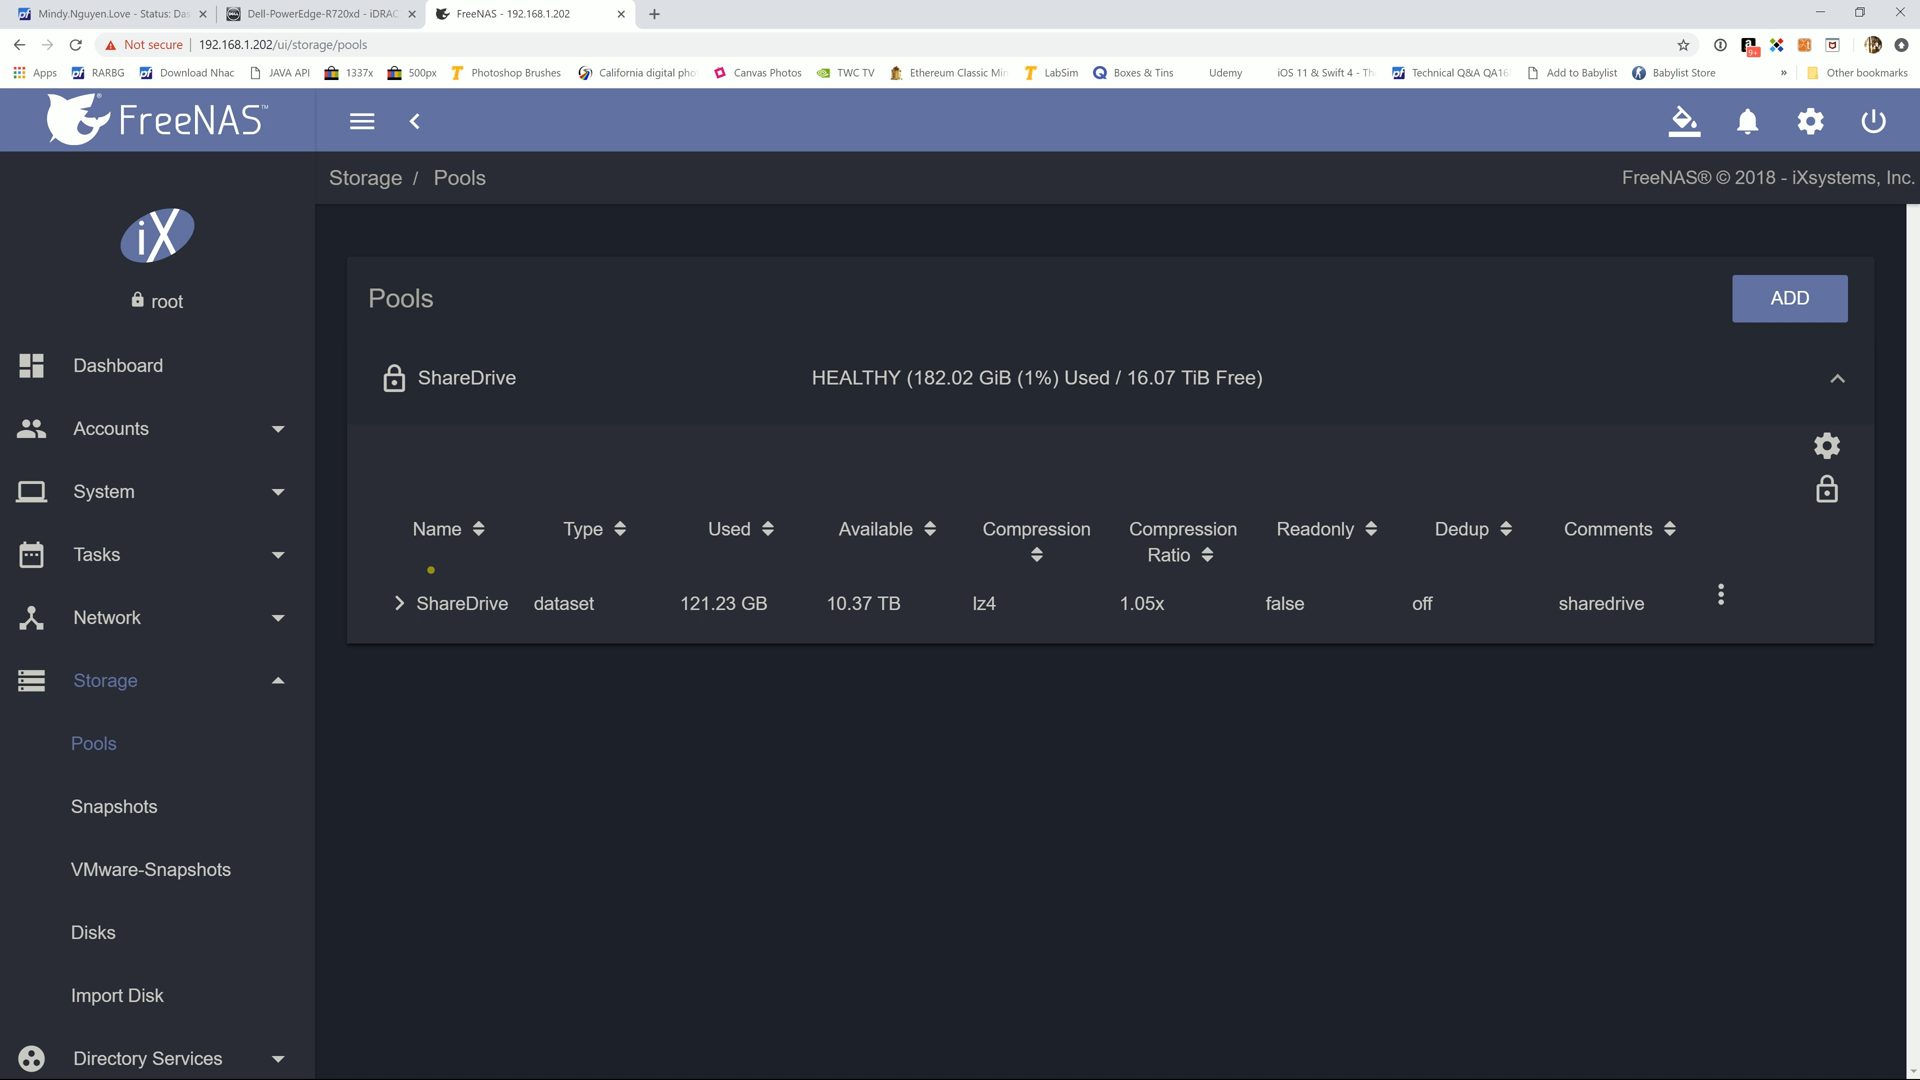 Mindy.Nguyen.Love - Status: Das
Dell-PowerEdge-R720xd - iDRAC
FreeNAS - 192.168.1.202
Not secure
192.168.1.202/ui/storage/pools
9+
Apps
RARBG
Download Nhac
JAVA API
1337x
500px
Photoshop Brushes
California digital pho
Canvas Photos
TWC TV
Ethereum Classic Min
LabSim
Boxes & Tins
Udemy
iOS 11 & Swift 4 - Th
Technical Q&A QA16
Add to Babylist
Babylist Store
»
Other bookmarks
FreeNAS™
Storage / Pools
FreeNAS® © 2018 - iXsystems, Inc.
iX
root
Dashboard
Accounts
System
Tasks
Network
Storage
Pools
Snapshots
VMware-Snapshots
Disks
Import Disk
Directory Services
Pools
ADD
ShareDrive
HEALTHY (182.02 GiB (1%) Used / 16.07 TiB Free)
Name
Type
Used
Available
Compression
Compression
Ratio
Readonly
Dedup
Comments
ShareDrive
dataset
121.23 GB
10.37 TB
lz4
1.05x
false
off
sharedrive